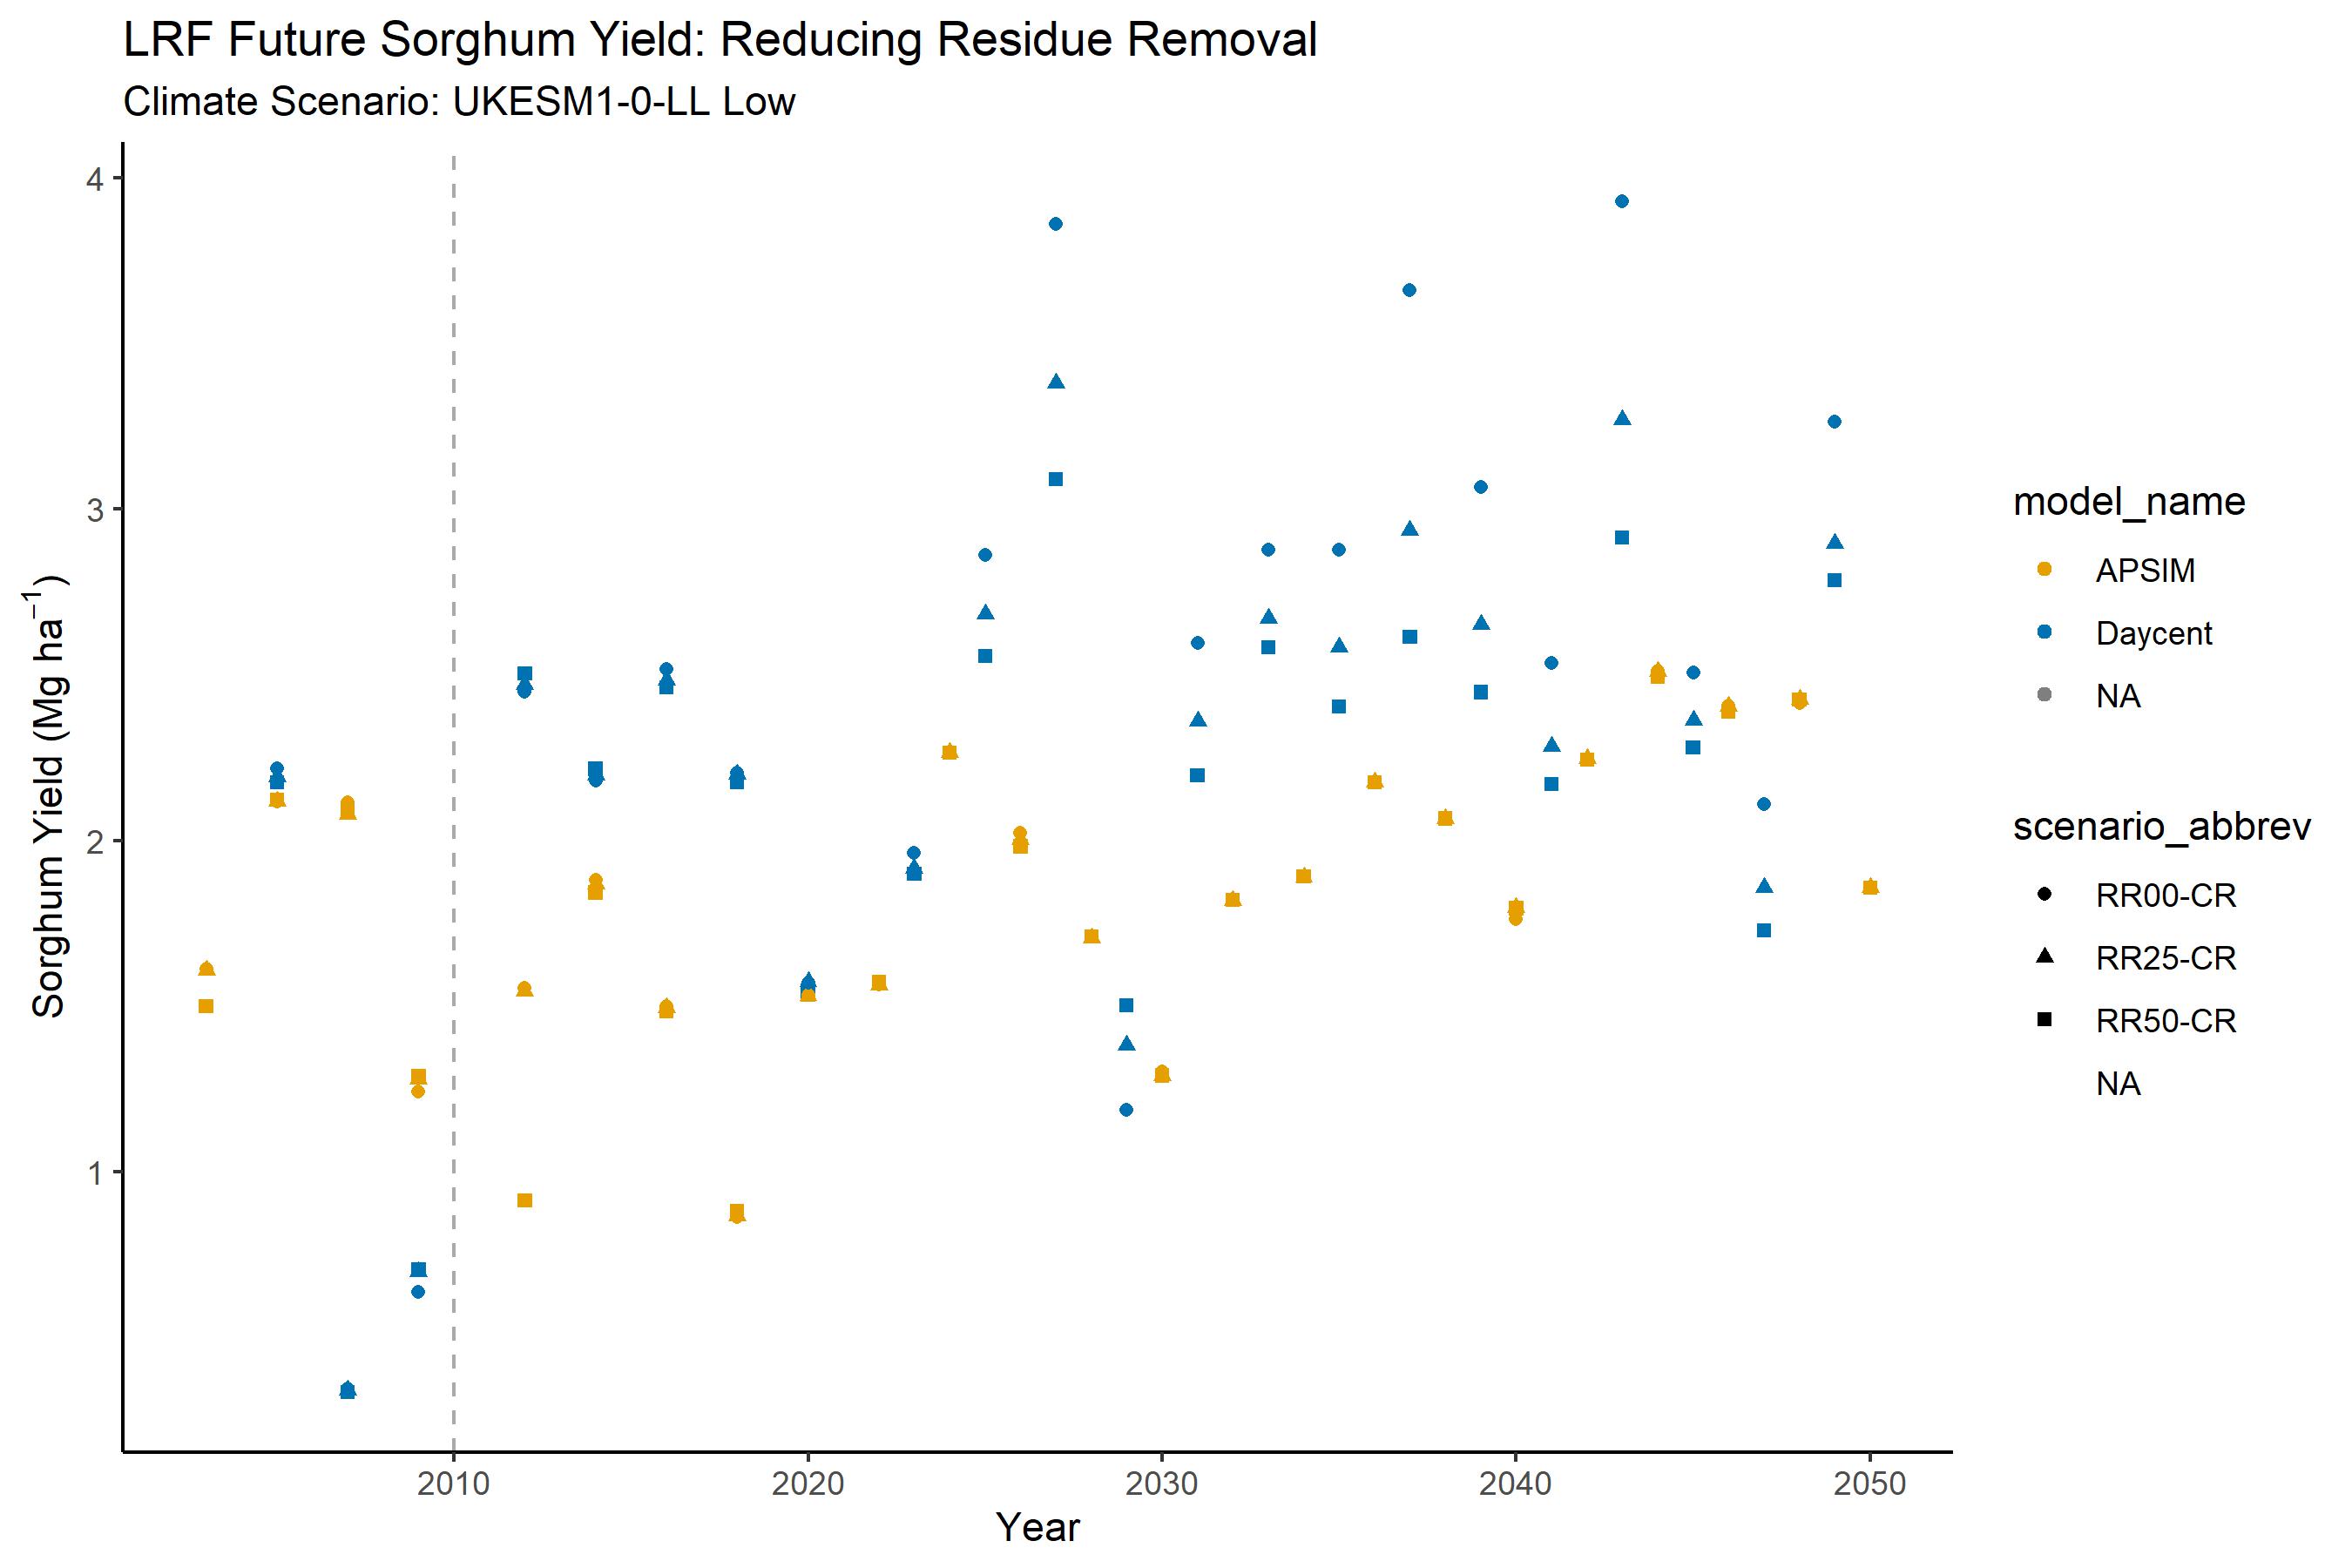 LRF Future Sorghum Yield: Reducing Residue Removal
Climate Scenario: UKESM1-0-LL Low
Sorghum Yield (Mg ha⁻¹)
4
3
2
1
2010 2020 2030 2040 2050
Year
model_name
APSIM
Daycent
NA
scenario_abbrev
RR00-CR
RR25-CR
RR50-CR
NA